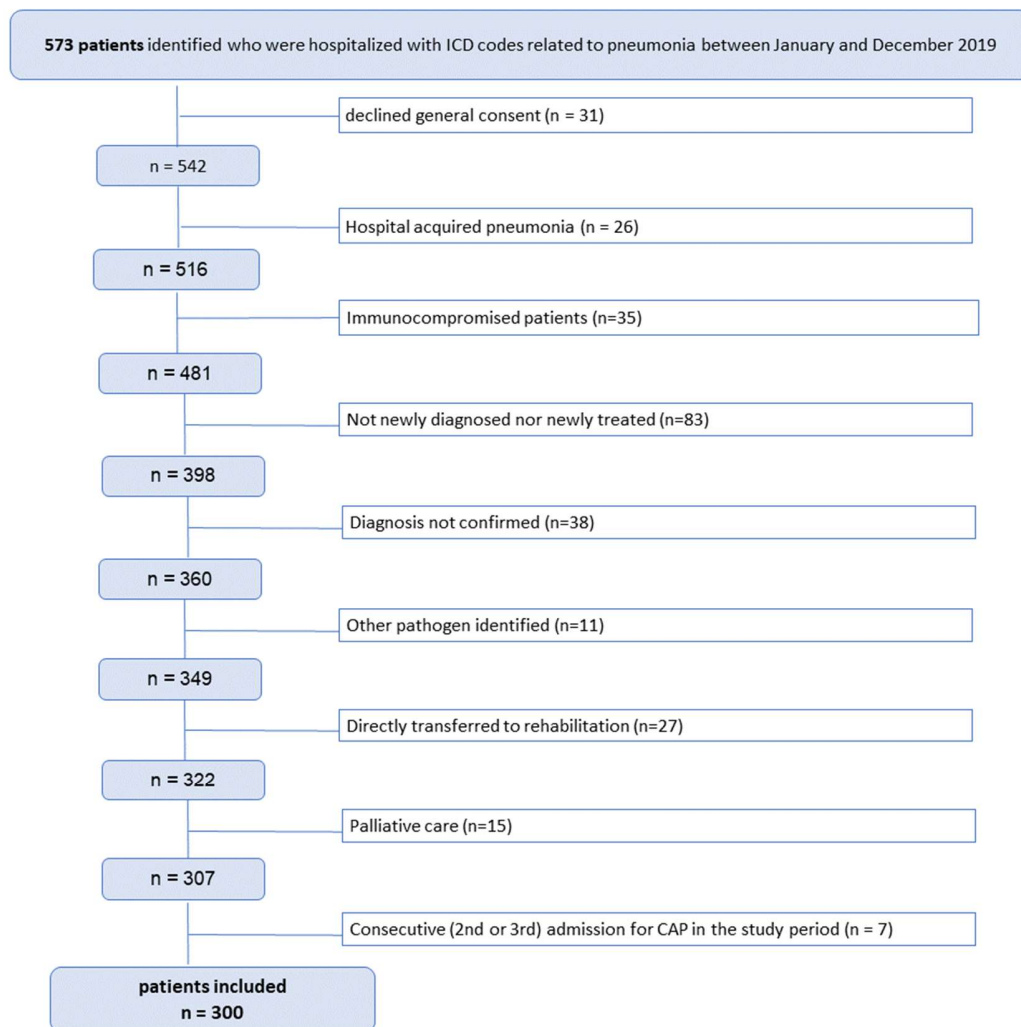 573 patients identified who were hospitalized with ICD codes related to pneumonia between January and December 2019
declined general consent (n = 31)
n = 542
Hospital acquired pneumonia (n = 26)
n = 516
Immunocompromised patients (n=35)
n = 481
Not newly diagnosed nor newly treated (n=83)
n = 398
Diagnosis not confirmed (n=38)
n = 360
Other pathogen identified (n=11)
n = 349
Directly transferred to rehabilitation (n=27)
n = 322
Palliative care (n=15)
n = 307
Consecutive (2nd or 3rd) admission for CAP in the study period (n = 7)
patients included
n = 300